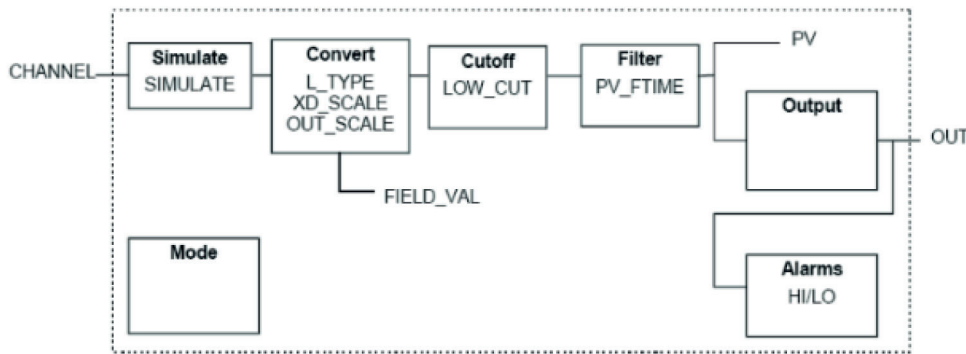 CHANNEL
Simulate
SIMULATE
Convert
L_TYPE
XD_SCALE
OUT_SCALE
Cutoff
LOW_CUT
Filter
PV_FTIME
PV
Output
OUT
FIELD_VAL
Mode
Alarms
HI/LO